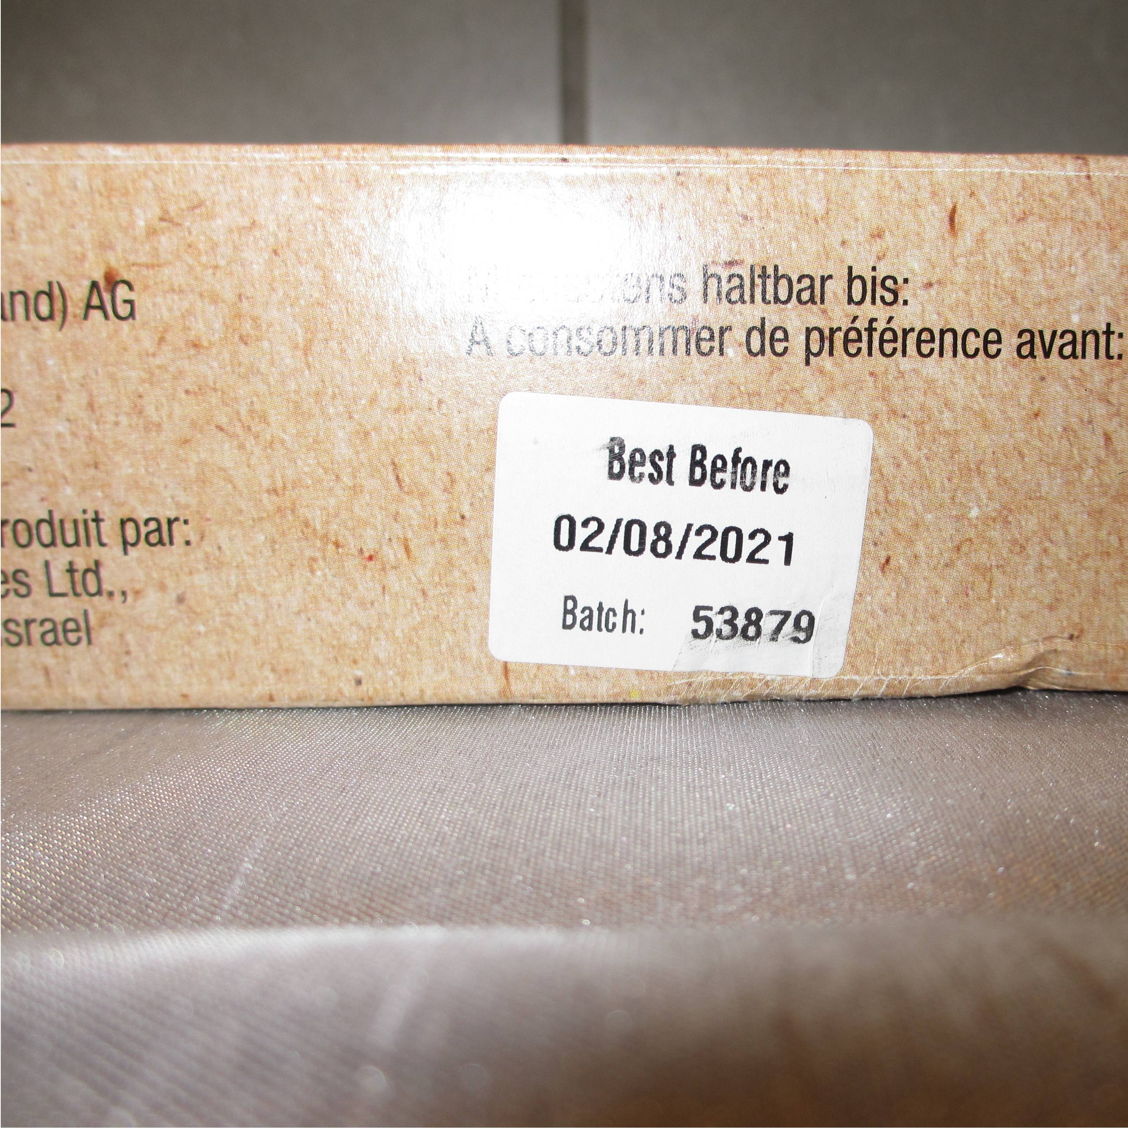 and) AG
2
roduit par:
es Ltd.,
srael
haltbar bis:
A consommer de préférence avant:
Best Before
02/08/2021
Batch: 53879